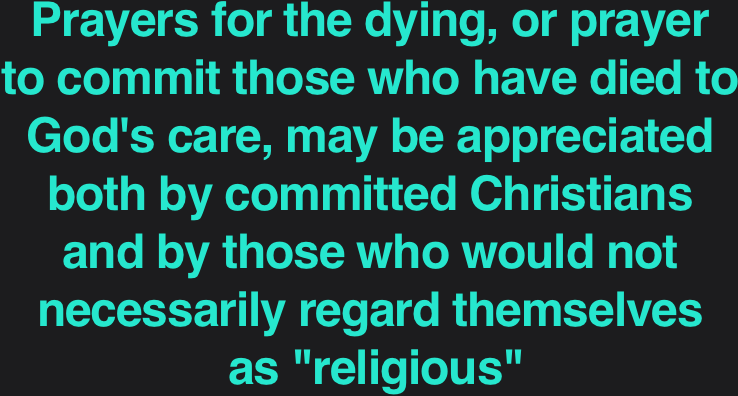 Prayers for the dying, or prayer
to commit those who have died to
God's care, may be appreciated
both by committed Christians
and by those who would not
necessarily regard themselves
as "religious"